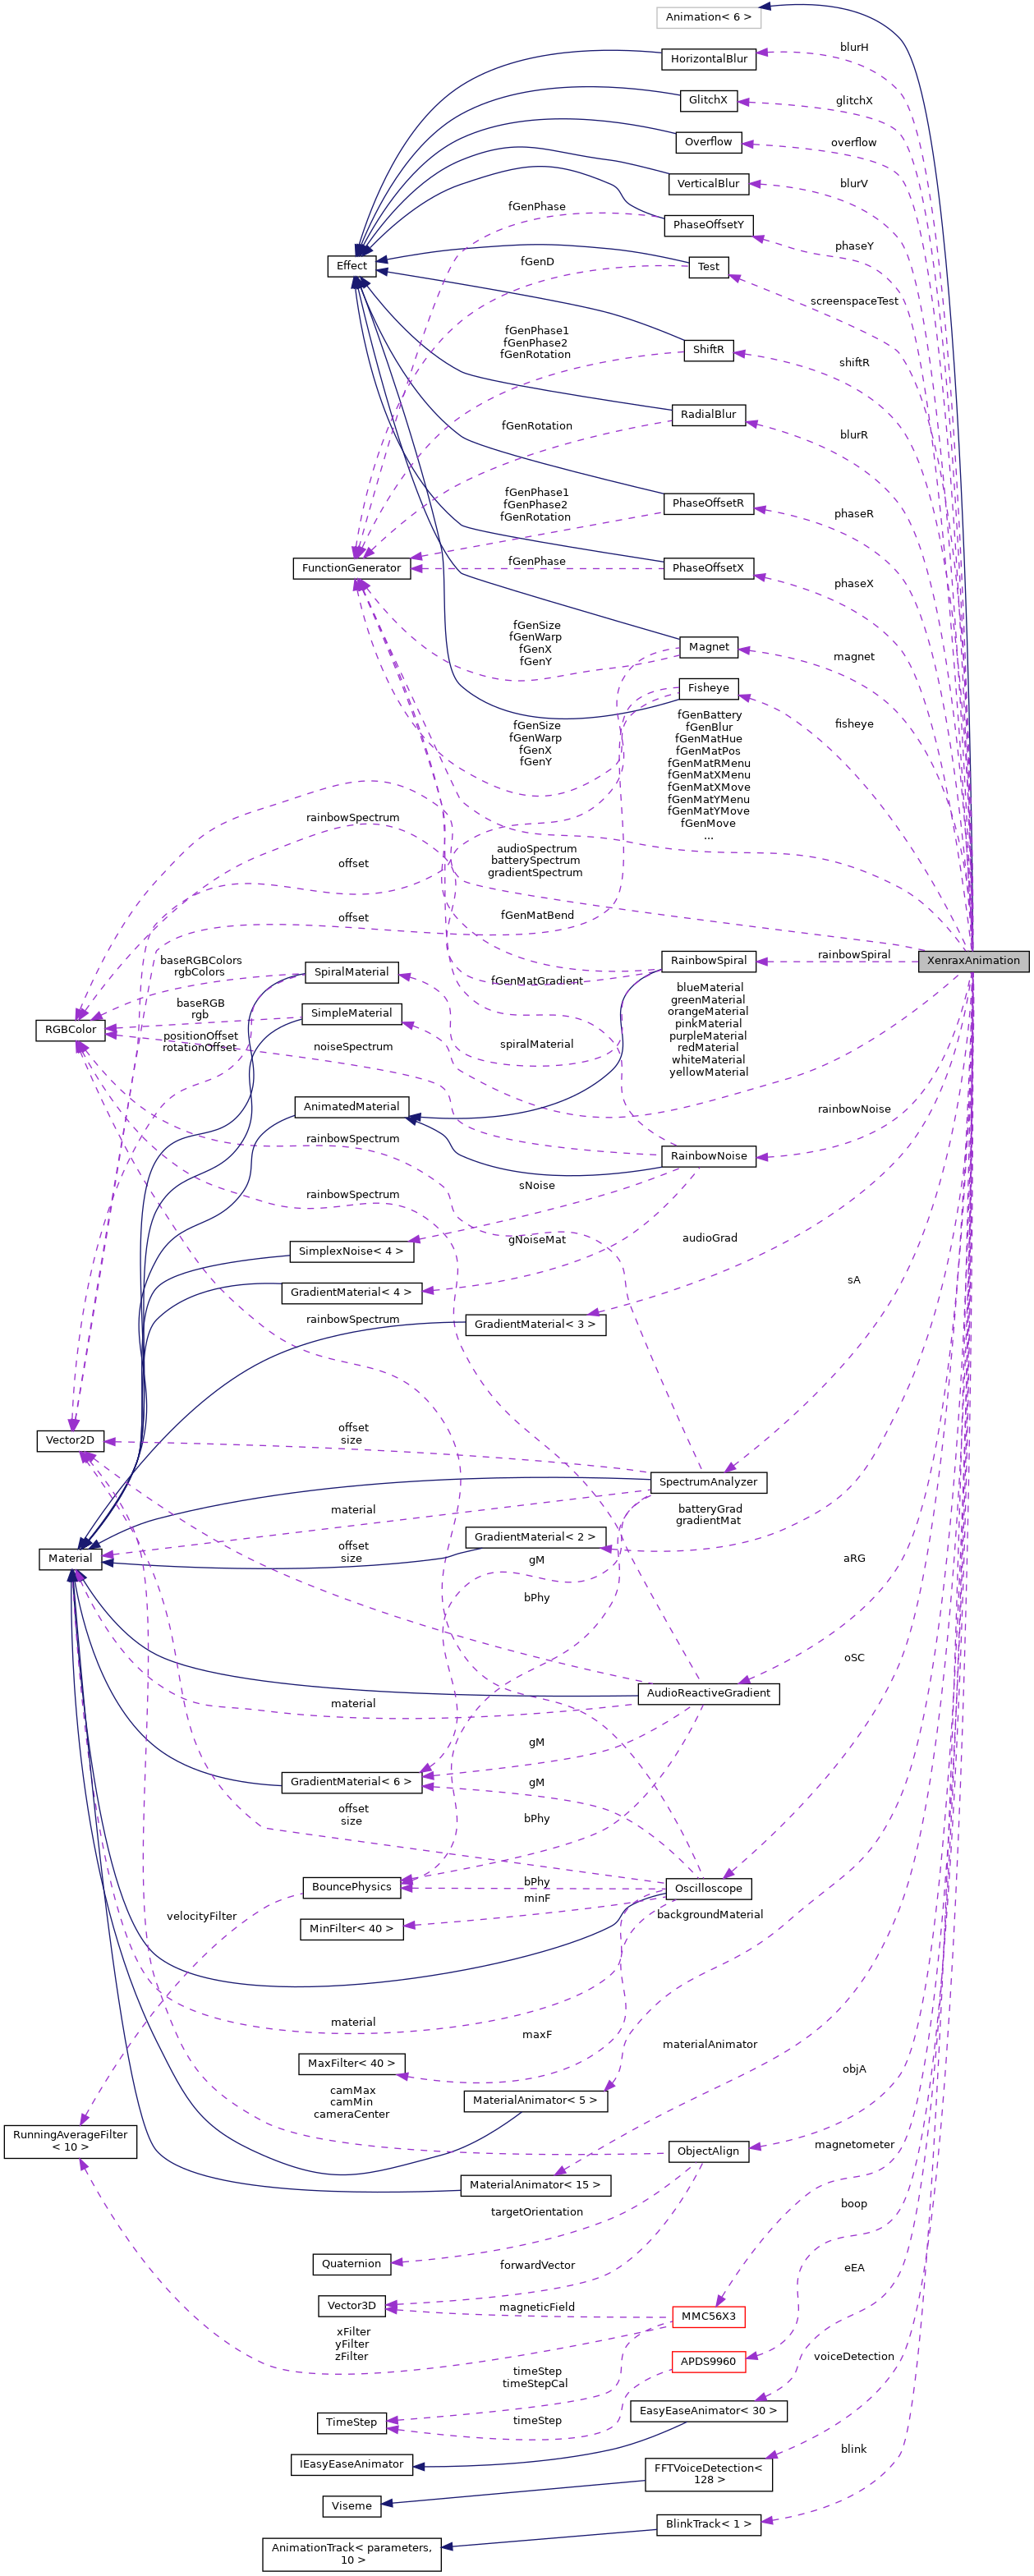 Animation< 6 >
blurH
HorizontalBlur
glitchX
GlitchX
overflow
Overflow
blurV
VerticalBlur
fGenPhase
PhaseOffsetY
phaseY
Effect
fGenD
Test
screenspaceTest
fGenPhase1
fGenPhase2
fGenRotation
ShiftR
shiftR
fGenRotation
RadialBlur
blurR
fGenPhase1
fGenPhase2
fGenRotation
PhaseOffsetR
phaseR
FunctionGenerator
fGenPhase
PhaseOffsetX
phaseX
fGenSize
fGenWarp
fGenX
fGenY
Magnet
magnet
Fisheye
fisheye
fGenSize
fGenWarp
fGenX
fGenY
fGenBattery
fGenBlur
fGenMatHue
fGenMatPos
fGenMatRMenu
fGenMatXMenu
fGenMatXMove
fGenMatYMenu
fGenMatYMove
fGenMove
...
rainbowSpectrum
offset
audioSpectrum
batterySpectrum
gradientSpectrum
offset
fGenMatBend
baseRGBColors
rgbColors
SpiralMaterial
fGenMatGradient
RainbowSpiral
rainbowSpiral
XenraxAnimation
baseRGB
rgb
SimpleMaterial
RGBColor
positionOffset
rotationOffset
noiseSpectrum
spiralMaterial
blueMaterial
greenMaterial
orangeMaterial
pinkMaterial
purpleMaterial
redMaterial
whiteMaterial
yellowMaterial
AnimatedMaterial
rainbowNoise
rainbowSpectrum
RainbowNoise
rainbowSpectrum
sNoise
SimplexNoise< 4 >
gNoiseMat
audioGrad
GradientMaterial< 4 >
sA
rainbowSpectrum
GradientMaterial< 3 >
Vector2D
offset
size
SpectrumAnalyzer
material
batteryGrad
gradientMat
GradientMaterial< 2 >
Material
offset
size
gM
aRG
bPhy
oSC
AudioReactiveGradient
material
gM
GradientMaterial< 6 >
gM
offset
size
bPhy
BouncePhysics
bPhy
Oscilloscope
minF
velocityFilter
MinFilter< 40 >
backgroundMaterial
material
maxF
materialAnimator
MaxFilter< 40 >
objA
camMax
camMin
cameraCenter
MaterialAnimator< 5 >
RunningAverageFilter
< 10 >
ObjectAlign
magnetometer
MaterialAnimator< 15 >
targetOrientation
boop
Quaternion
forwardVector
eEA
Vector3D
magneticField
MMC56X3
xFilter
yFilter
zFilter
voiceDetection
APDS9960
timeStep
timeStepCal
EasyEaseAnimator< 30 >
TimeStep
timeStep
blink
IEasyEaseAnimator
FFTVoiceDetection<
128 >
Viseme
BlinkTrack< 1 >
AnimationTrack< parameters,
10 >